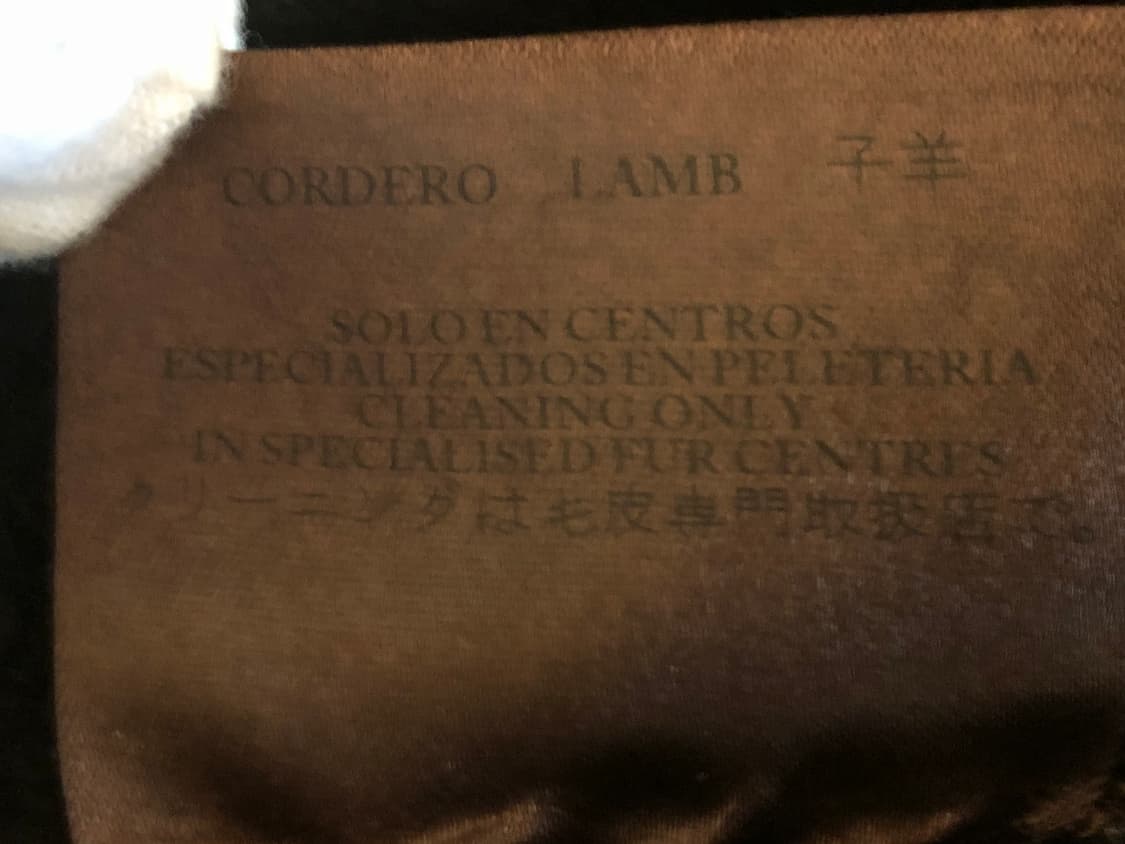 CORDERO LAMB 子羊
SOLO EN CENTROS
ESPECIALIZADOS EN PELETERIA
CLEANING ONLY
IN SPECIALISED FUR CENTRES
クリーニングは毛皮専門取扱店で。